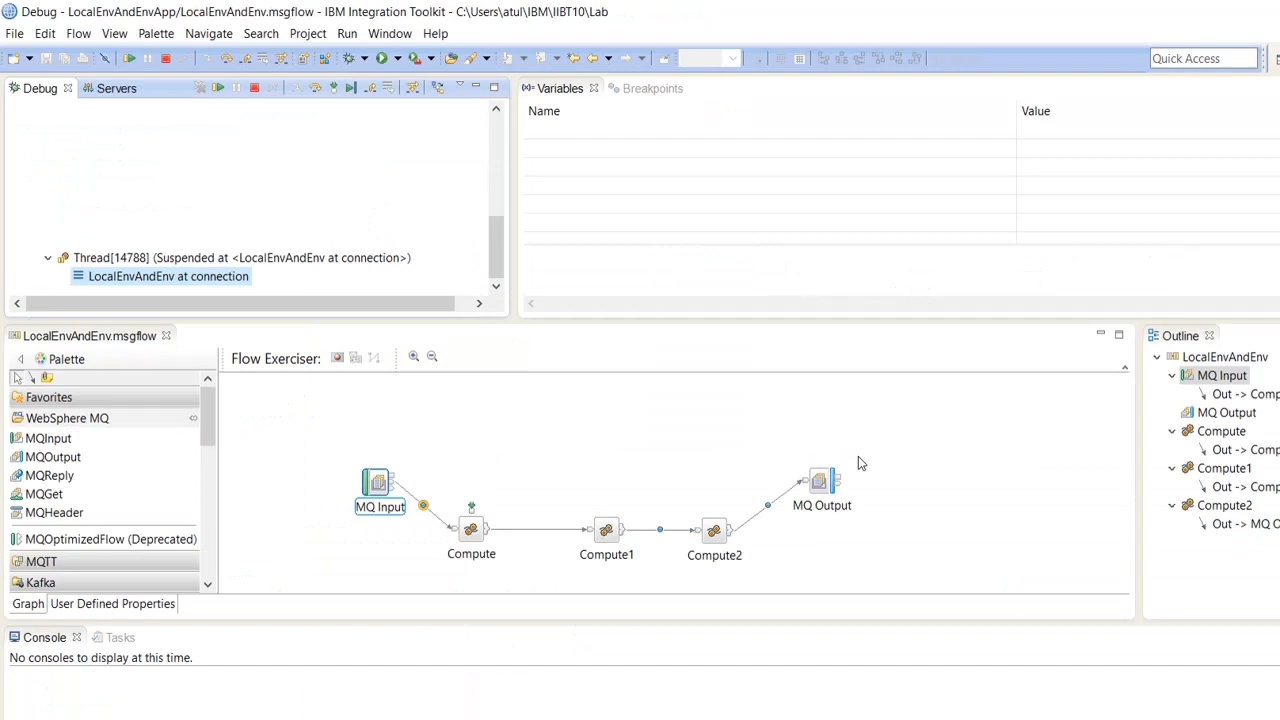 Debug - LocalEnvAndEnvApp/LocalEnvAndEnv.msgflow - IBM Integration Toolkit - C:\Users\atul\IBM\IIBT10\Lab
File Edit Flow View Palette Navigate Search Project Run Window Help
Quick Access
Debug Servers
Variables Breakpoints
Name Value
Thread[14788] (Suspended at <LocalEnvAndEnv at connection>)
LocalEnvAndEnv at connection
LocalEnvAndEnv.msgflow
Palette
Flow Exerciser:
Favorites
WebSphere MQ
MQInput
MQOutput
MQReply
MQGet
MQHeader
MQOptimizedFlow (Deprecated)
MQTT
Kafka
Graph User Defined Properties
MQ Input
Compute
Compute1
Compute2
MQ Output
Outline
LocalEnvAndEnv
MQ Input
Out -> Comp
MQ Output
Compute
Out -> Comp
Compute1
Out -> Comp
Compute2
Out -> MQ O
Console Tasks
No consoles to display at this time.